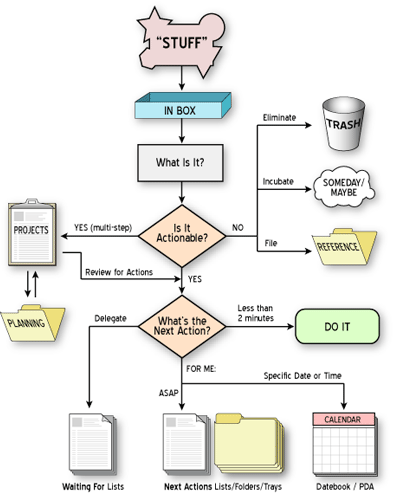 "STUFF"
IN BOX
Eliminate
TRASH
What Is It?
Incubate
SOMEDAY/
MAYBE
PROJECTS
YES (multi-step)
Is It
Actionable?
NO
File
REFERENCE
Review for Actions
YES
PLANNING
Delegate
What's the
Next Action?
Less than
2 minutes
DO IT
FOR ME:
Specific Date or Time
ASAP
CALENDAR
Waiting For Lists
Next Actions Lists/Folders/Trays
Datebook / PDA